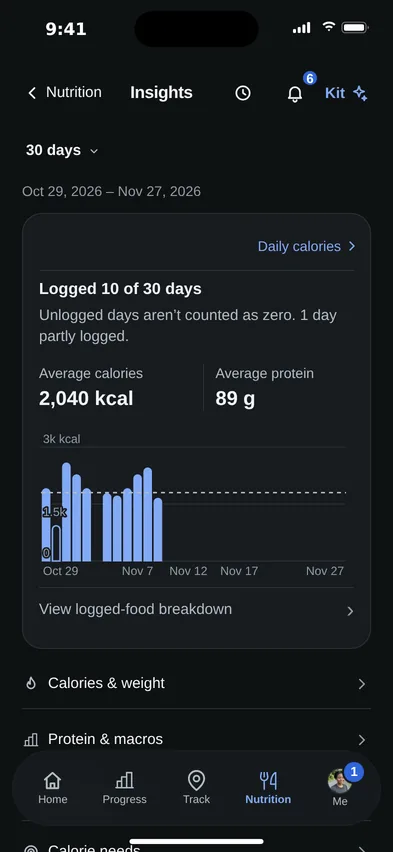 9:41
Nutrition
Insights
6
Kit
30 days
Oct 29, 2026 – Nov 27, 2026
Daily calories
Logged 10 of 30 days
Unlogged days aren’t counted as zero. 1 day
partly logged.
Average calories
Average protein
2,040 kcal
89 g
3k kcal
1.5k
0
Oct 29
Nov 7
Nov 12
Nov 17
Nov 27
View logged-food breakdown
Calories & weight
Protein & macros
1
Home
Progress
Track
Nutrition
Me
Calorie needs